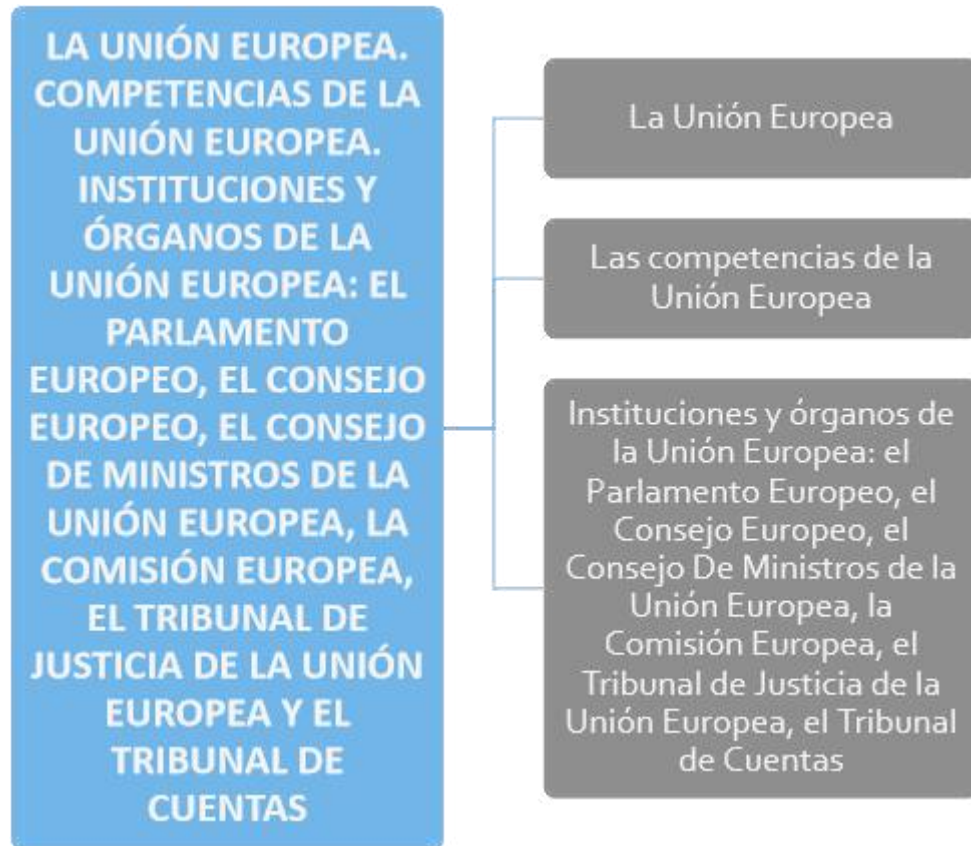 LA UNIÓN EUROPEA.
COMPETENCIAS DE LA
UNIÓN EUROPEA.
INSTITUCIONES Y
ÓRGANOS DE LA
UNIÓN EUROPEA: EL
PARLAMENTO
EUROPEO, EL CONSEJO
EUROPEO, EL CONSEJO
DE MINISTROS DE LA
UNIÓN EUROPEA, LA
COMISIÓN EUROPEA,
EL TRIBUNAL DE
JUSTICIA DE LA UNIÓN
EUROPEA Y EL
TRIBUNAL DE
CUENTAS
La Unión Europea
Las competencias de la
Unión Europea
Instituciones y órganos de
la Unión Europea: el
Parlamento Europeo, el
Consejo Europeo, el
Consejo De Ministros de la
Unión Europea, la
Comisión Europea, el
Tribunal de Justicia de la
Unión Europea, el Tribunal
de Cuentas